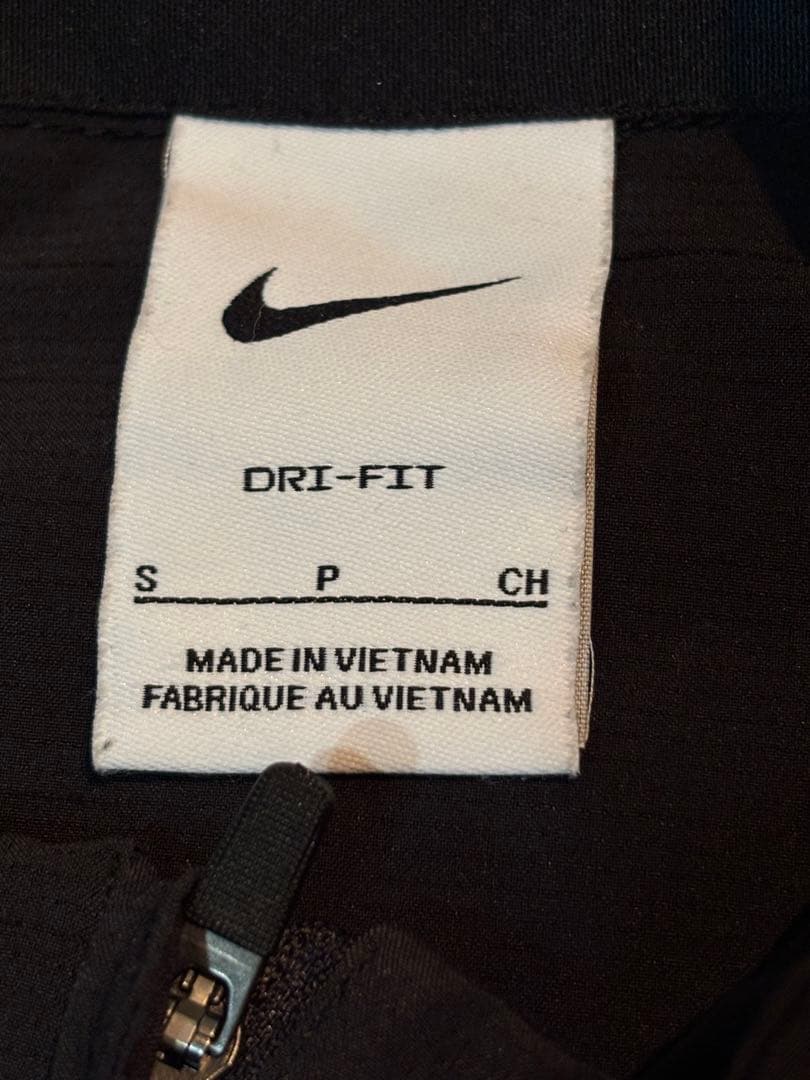 DRI-FIT
S P CH
MADE IN VIETNAM
FABRIQUE AU VIETNAM